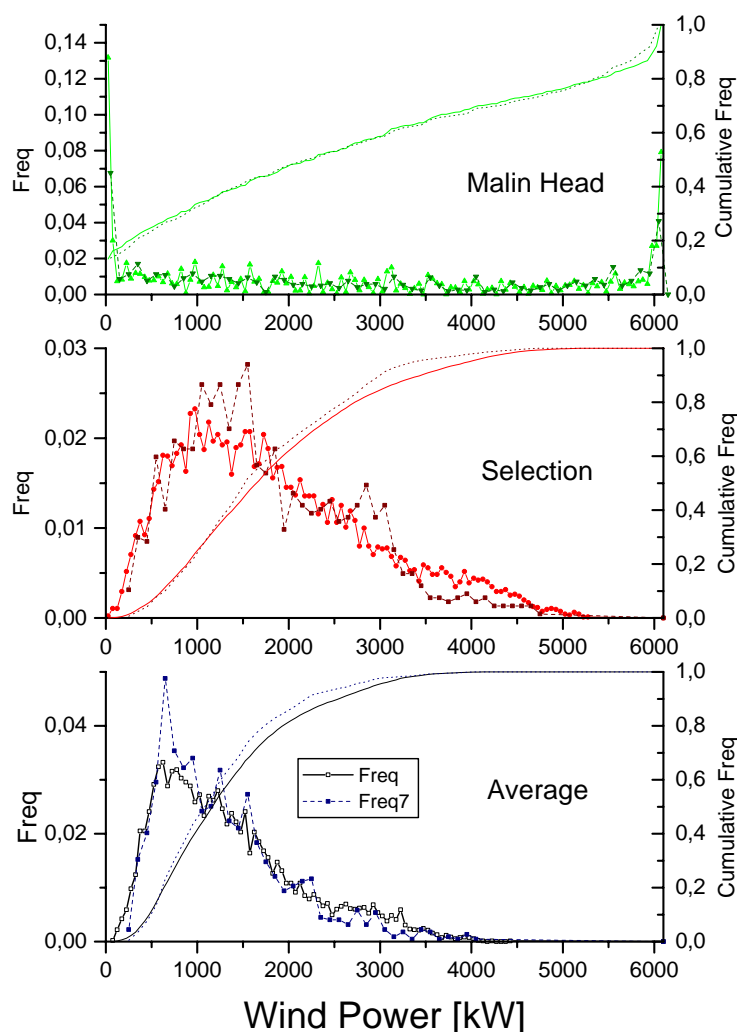 0,14
0,12
0,10
0,08
0,06
0,04
0,02
0,00
Freq
1,0
0,8
0,6
0,4
0,2
0,0
Cumulative Freq
Malin Head
0 1000 2000 3000 4000 5000 6000
0,03
0,02
0,01
0,00
Freq
1,0
0,8
0,6
0,4
0,2
0,0
Cumulative Freq
Selection
0 1000 2000 3000 4000 5000 6000
0,04
0,02
0,00
Freq
1,0
0,8
0,6
0,4
0,2
0,0
Cumulative Freq
Freq
Freq7
Average
0 1000 2000 3000 4000 5000 6000
Wind Power [kW]